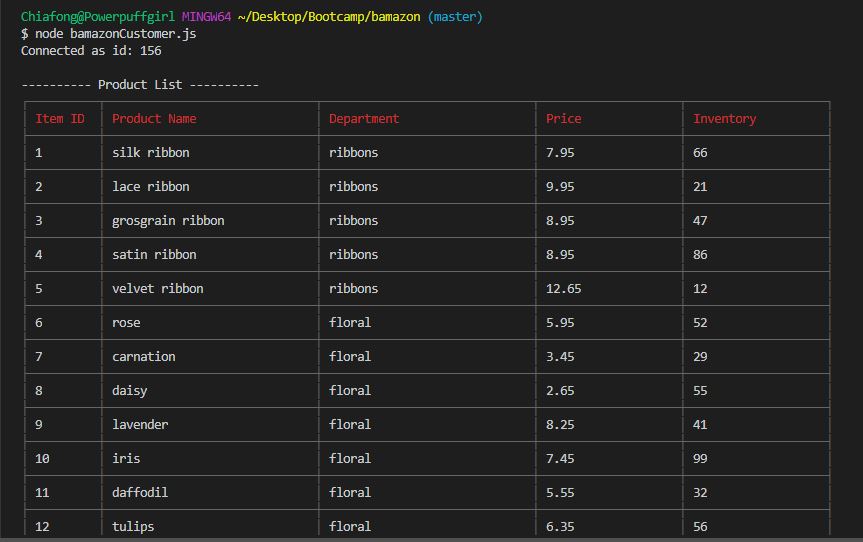 Chiafong@Powerpuffgirl MINGW64 ~/Desktop/Bootcamp/bamazon (master)
$ node bamazonCustomer.js
Connected as id: 156
---------- Product List ----------
Item ID Product Name Department Price Inventory
1 silk ribbon ribbons 7.95 66
2 lace ribbon ribbons 9.95 21
3 grosgrain ribbon ribbons 8.95 47
4 satin ribbon ribbons 8.95 86
5 velvet ribbon ribbons 12.65 12
6 rose floral 5.95 52
7 carnation floral 3.45 29
8 daisy floral 2.65 55
9 lavender floral 8.25 41
10 iris floral 7.45 99
11 daffodil floral 5.55 32
12 tulips floral 6.35 56